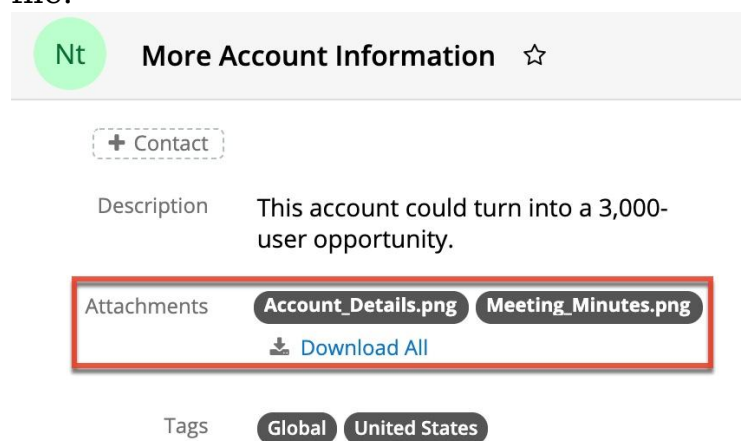 Nt More Account Information
+ Contact
Description This account could turn into a 3,000-
user opportunity.
Attachments Account_Details.png Meeting_Minutes.png
Download All
Tags Global United States